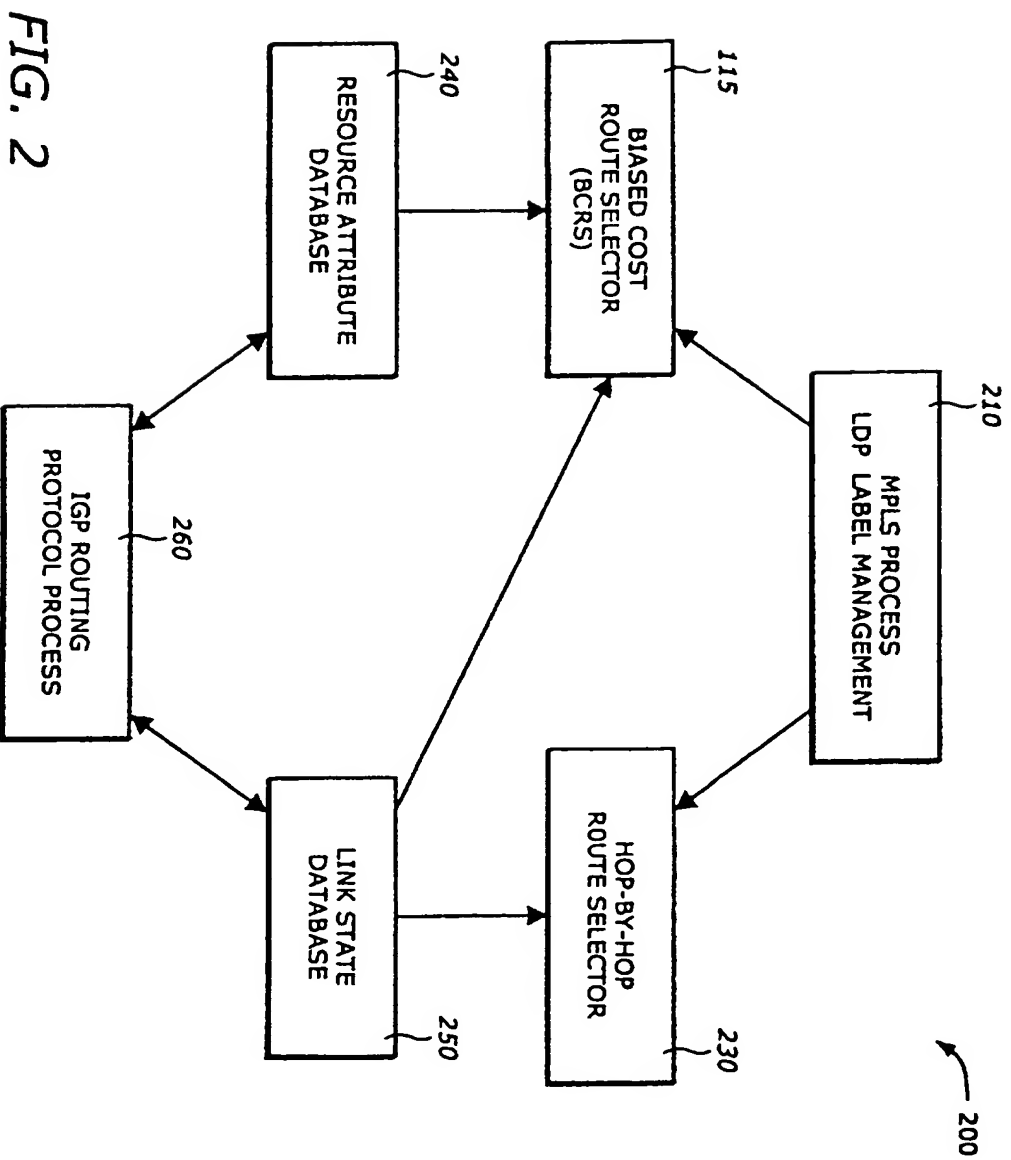 200
210
MPLS PROCESS
LDP LABEL MANAGEMENT
115
BIASED COST
ROUTE SELECTOR
(BCRS)
230
HOP-BY-HOP
ROUTE SELECTOR
240
RESOURCE ATTRIBUTE
DATABASE
250
LINK STATE
DATABASE
260
IGP ROUTING
PROTOCOL PROCESS
FIG. 2